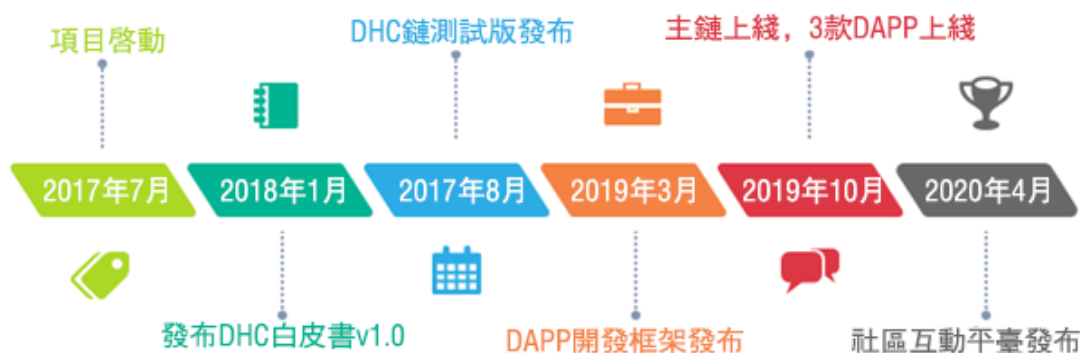 項目啓動
DHC鏈測試版發布
主鏈上綫，3款DAPP上綫
2017年7月
2018年1月
2017年8月
2019年3月
2019年10月
2020年4月
發布DHC白皮書v1.0
DAPP開發框架發布
社區互動平臺發布